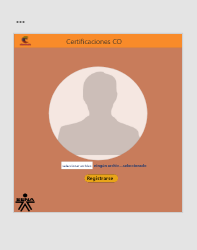 Certificaciones CO
Seleccionar archivo Ningún archivo... seleccionado
Registrarse
SENA